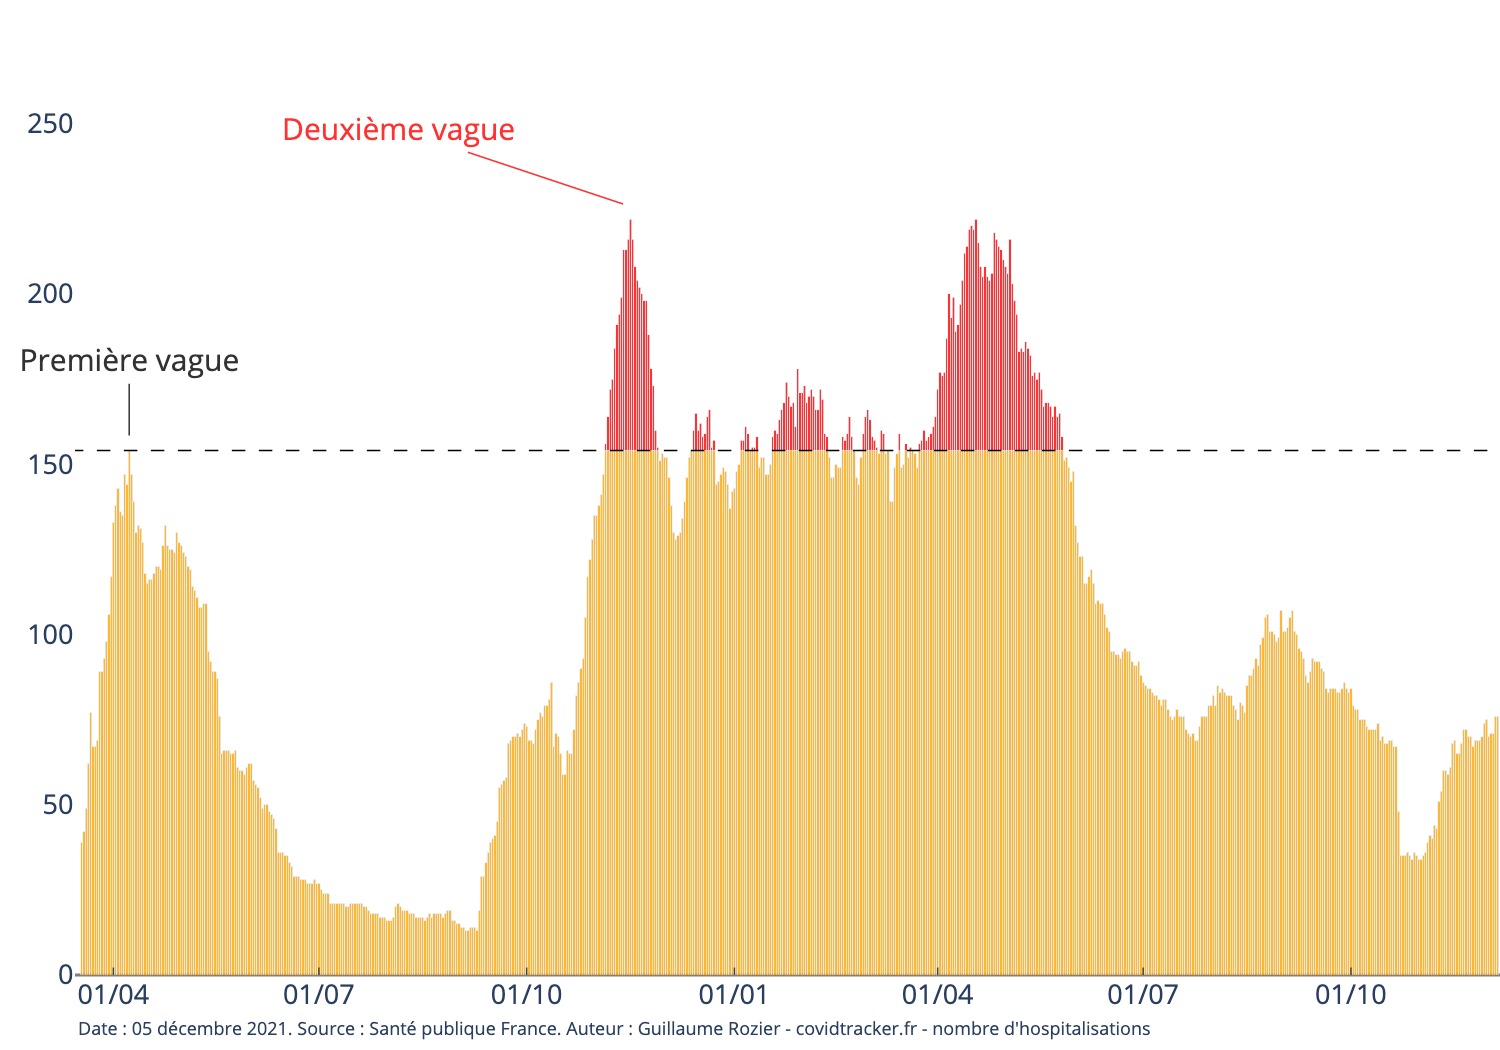 250
Deuxième vague
200
Première vague
150
100
50
0
01/04 01/07 01/10 01/01 01/04 01/07 01/10
Date : 05 décembre 2021. Source : Santé publique France. Auteur : Guillaume Rozier - covidtracker.fr - nombre d'hospitalisations